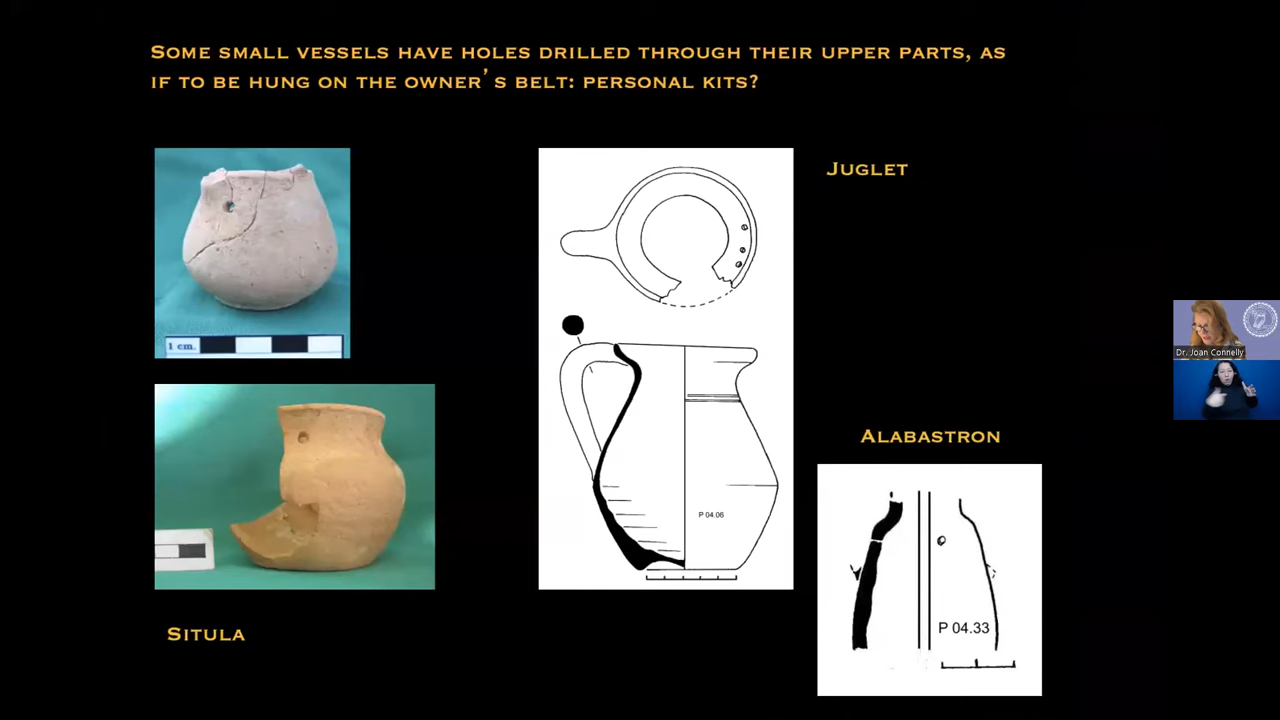 SOME SMALL VESSELS HAVE HOLES DRILLED THROUGH THEIR UPPER PARTS, AS
IF TO BE HUNG ON THE OWNER'S BELT: PERSONAL KITS?
JUGLET
1 cm.
Dr. Joan Connelly
ALABASTRON
P 04.06
P 04.33
SITULA